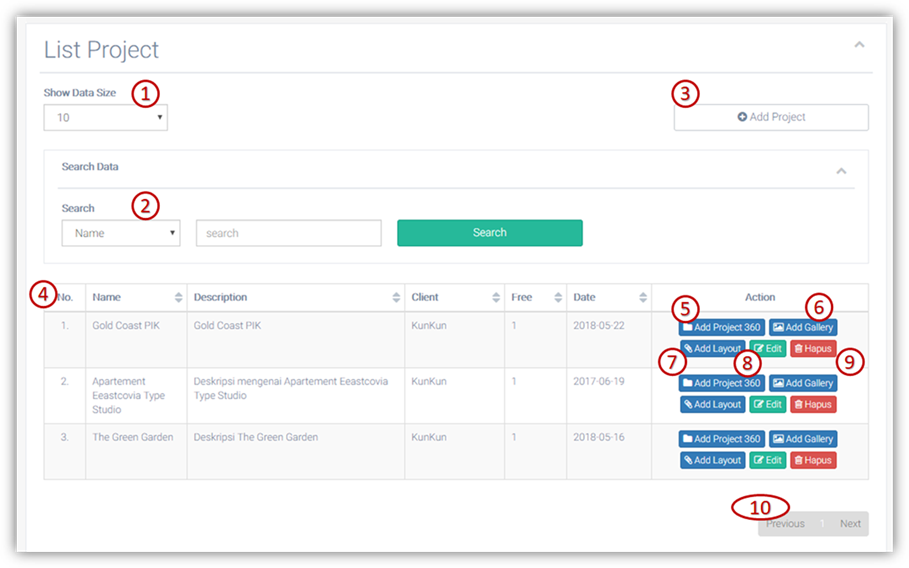 List Project
Show Data Size 1
10
3
Add Project
Search Data
Search 2
Name search Search
4 No. Name Description Client Free Date Action
5 6
1. Gold Coast PIK Gold Coast PIK KunKun 1 2018-05-22 Add Project 360 Add Gallery
Add Layout Edit Hapus
7 8 9
2. Apartement Deskripsi mengenai Apartement Eeastcovia KunKun 1 2017-06-19 Add Project 360 Add Gallery
Eeastcovia Type Type Studio
Studio
Add Layout Edit Hapus
3. The Green Garden Deskripsi The Green Garden KunKun 1 2018-05-16 Add Project 360 Add Gallery
Add Layout Edit Hapus
10
Previous 1 Next